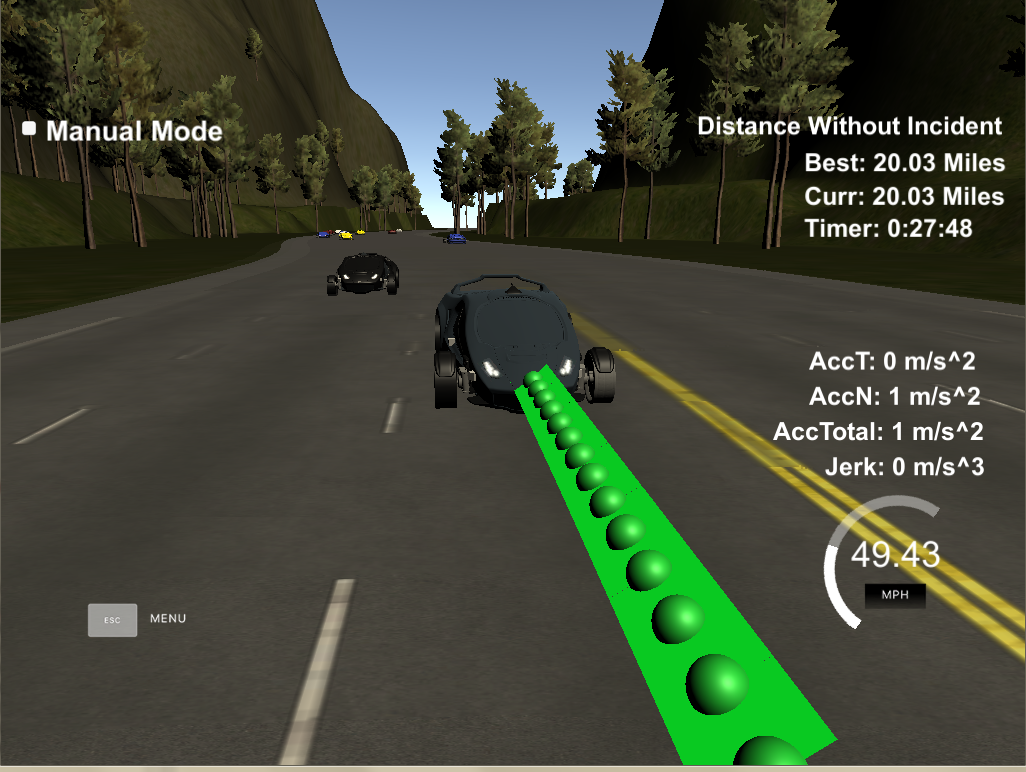 Manual Mode
Distance Without Incident
Best: 20.03 Miles
Curr: 20.03 Miles
Timer: 0:27:48
AccT: 0 m/s^2
AccN: 1 m/s^2
AccTotal: 1 m/s^2
Jerk: 0 m/s^3
49.43
MPH
ESC MENU